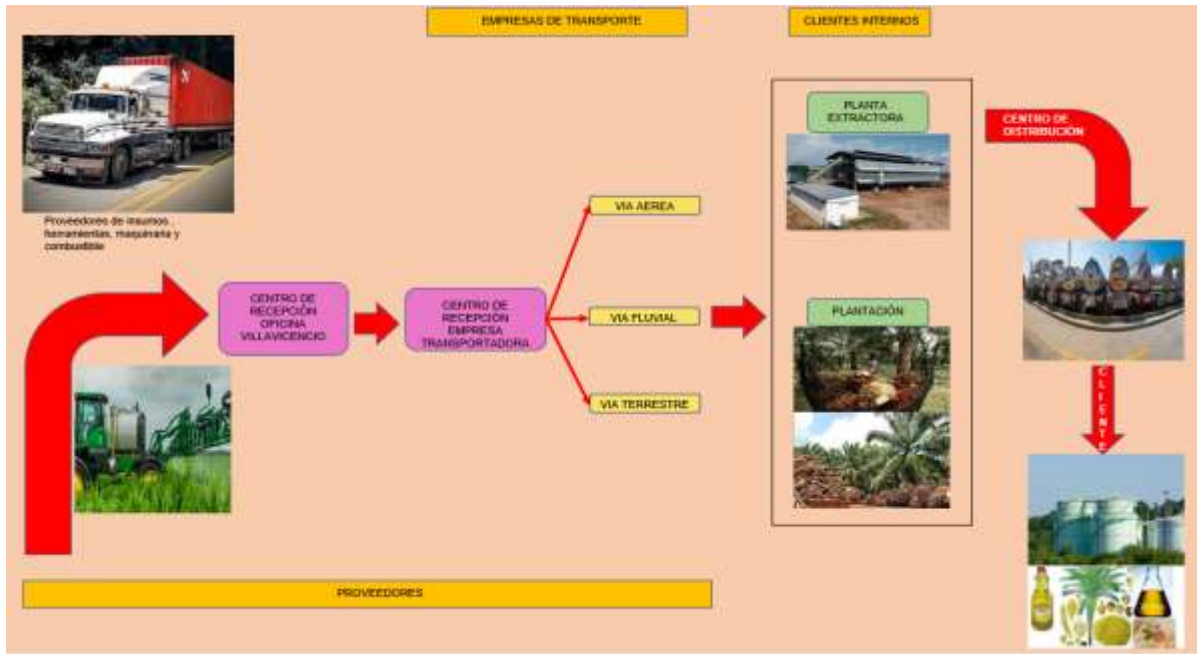 EMPRESAS DE TRANSPORTE
CLIENTES INTERNOS
Proveedores de insumos
herramientas, maquinaria y
combustible
CENTRO DE
RECEPCIÓN
OFICINA
VILLAVICENCIO
CENTRO DE
RECEPCIÓN
EMPRESA
TRANSPORTADORA
VIA AEREA
VIA FLUVIAL
VIA TERRESTRE
PLANTA
EXTRACTORA
PLANTACIÓN
CENTRO DE
DISTRIBUCIÓN
CLIENTE
PROVEEDORES